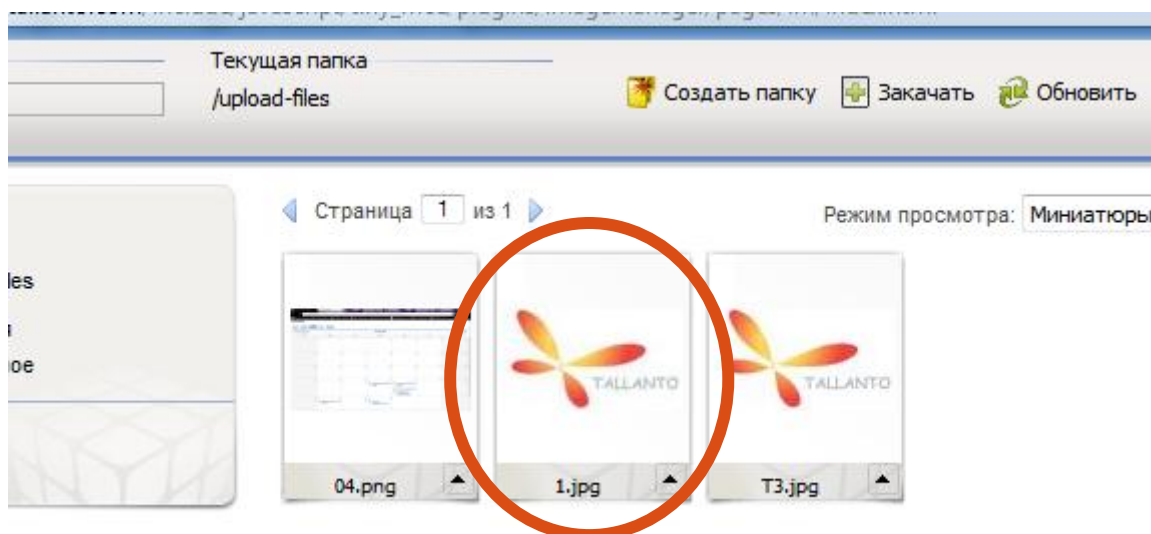 Текущая папка
/upload-files
Создать папку
Закачать
Обновить
Страница 1 из 1
Режим просмотра: Миниатюры
les
ое
TALLANTO
TALLANTO
04.png
1.jpg
T3.jpg